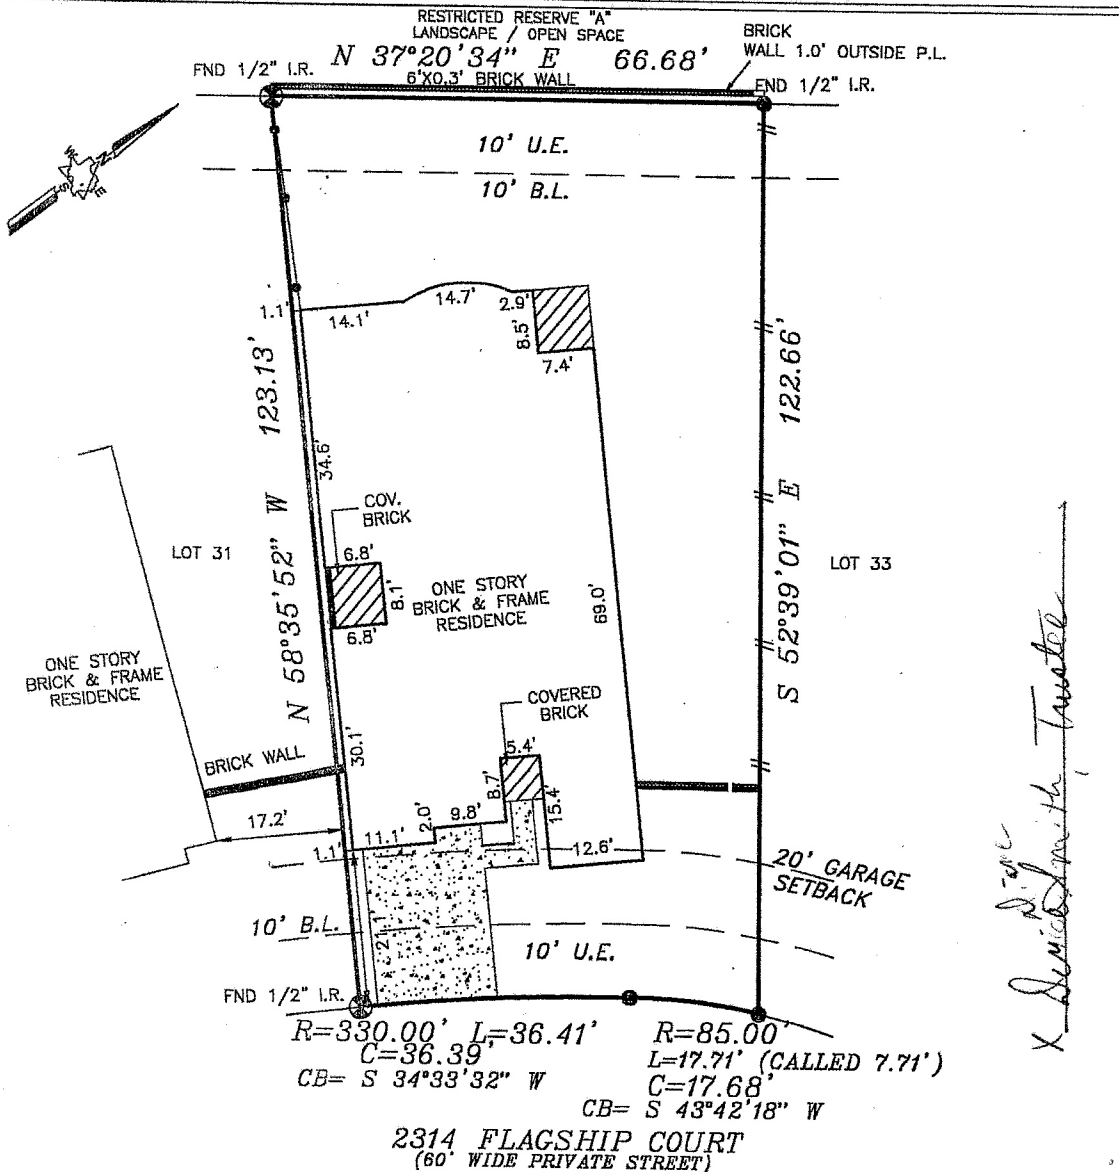 RESTRICTED RESERVE "A"
LANDSCAPE / OPEN SPACE
N 37°20'34" E 66.68'
6'X0.3' BRICK WALL
BRICK
WALL 1.0' OUTSIDE P.L.
FND 1/2" I.R.
FND 1/2" I.R.
N
W
S
E
10' U.E.
10' B.L.
1.1'
14.1'
14.7'
2.9'
8.5'
7.4'
N 58°35'52" W 123.13'
S 52°39'01" E 122.66'
34.6'
COV.
BRICK
6.8'
8.1'
6.8'
LOT 31
ONE STORY
BRICK & FRAME
RESIDENCE
69.0'
LOT 33
ONE STORY
BRICK & FRAME
RESIDENCE
COVERED
BRICK
BRICK WALL
30.1'
5.4'
8.7'
15.4'
17.2'
1.1'
11.1'
2.0'
9.8'
12.6'
20' GARAGE
SETBACK
21.1'
10' B.L.
10' U.E.
FND 1/2" I.R.
R=330.00' L=36.41'
C=36.39'
CB= S 34°33'32" W
R=85.00'
L=17.71' (CALLED 7.71')
C=17.68'
CB= S 43°42'18" W
2314 FLAGSHIP COURT
(60' WIDE PRIVATE STREET)
X Smith Trustee